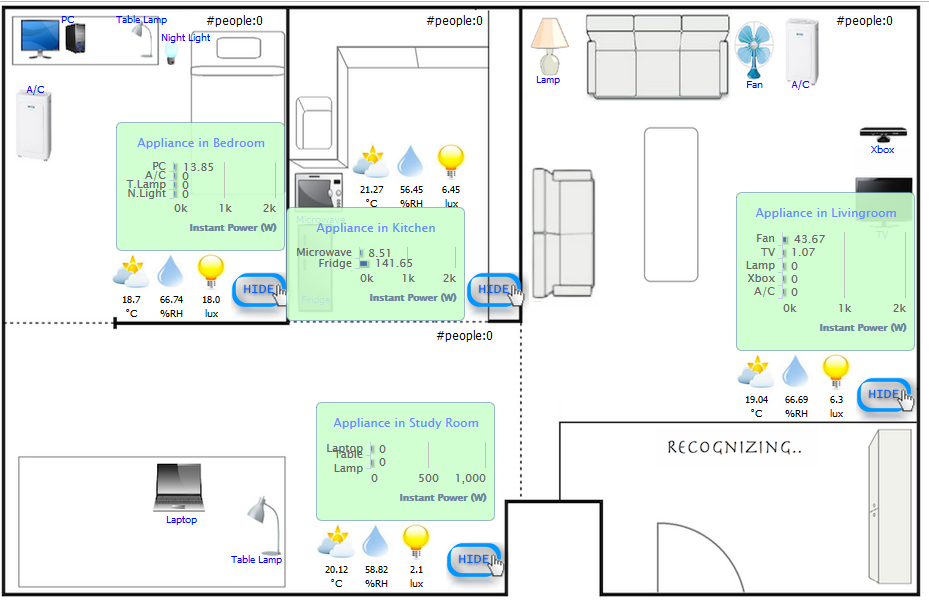 PC
Table Lamp
Night Light
#people:0
A/C
Appliance in Bedroom
PC 13.85
A/C 0
T.Lamp 0
N.Light 0
0k 1k 2k
Instant Power (W)
18.7 66.74 18.0
°C %RH lux
HIDE
#people:0
21.27 56.45 6.45
°C %RH lux
Microwave
Appliance in Kitchen
Microwave 8.51
Fridge 141.65
0k 1k 2k
Instant Power (W)
Fridge
HIDE
#people:0
Lamp
Fan
A/C
Xbox
TV
Appliance in Livingroom
Fan 43.67
TV 1.07
Lamp 0
Xbox 0
A/C 0
0k 1k 2k
Instant Power (W)
19.04 66.69 6.3
°C %RH lux
HIDE
#people:0
Appliance in Study Room
Laptop 0
Table
Lamp 0
0 500 1,000
Instant Power (W)
Laptop
Table Lamp
20.12 58.82 2.1
°C %RH lux
HIDE
RECOGNIZING..